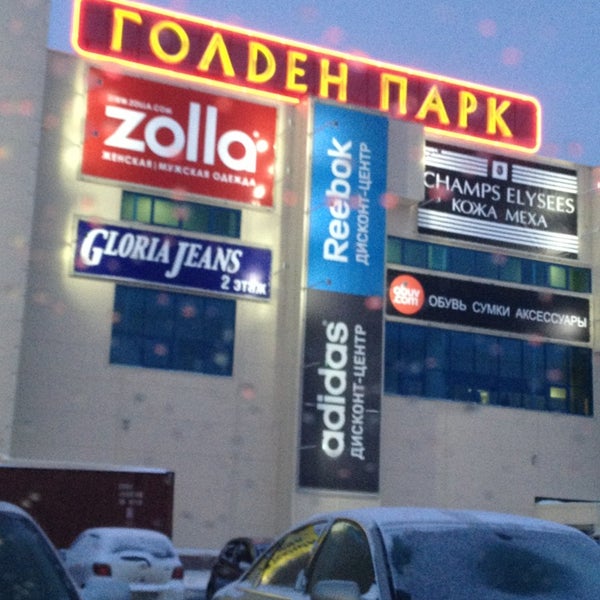 ГОЛDЕН ПАРК
www.zolla.com
zolla
ЖЕНСКАЯ|МУЖСКАЯ ОДЕЖДА
GLORIA JEANS
2 этаж
Reebok
ДИСКОНТ-ЦЕНТР
adidas
ДИСКОНТ-ЦЕНТР
CHAMPS ELYSEES
КОЖА МЕХА
obuv.com
ОБУВЬ СУМКИ АКСЕССУАРЫ